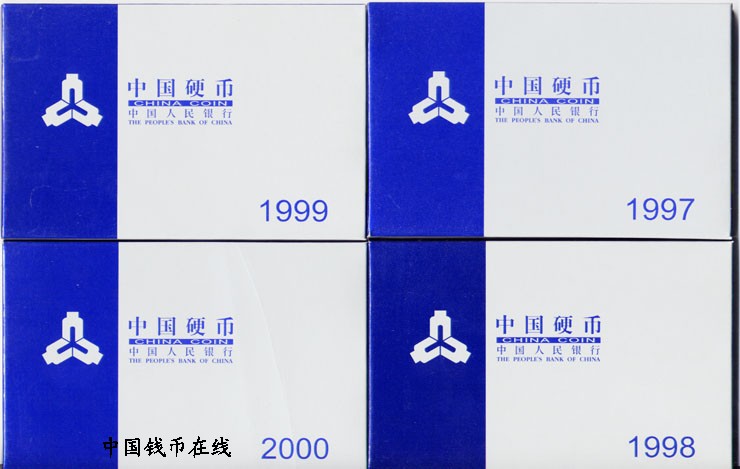 中国硬币
CHINA COIN
中国人民银行
THE PEOPLE'S BANK OF CHINA
1999
中国硬币
CHINA COIN
中国人民银行
THE PEOPLE'S BANK OF CHINA
1997
中国硬币
CHINA COIN
中国人民银行
THE PEOPLE'S BANK OF CHINA
中国钱币在线
2000
中国硬币
CHINA COIN
中国人民银行
THE PEOPLE'S BANK OF CHINA
1998